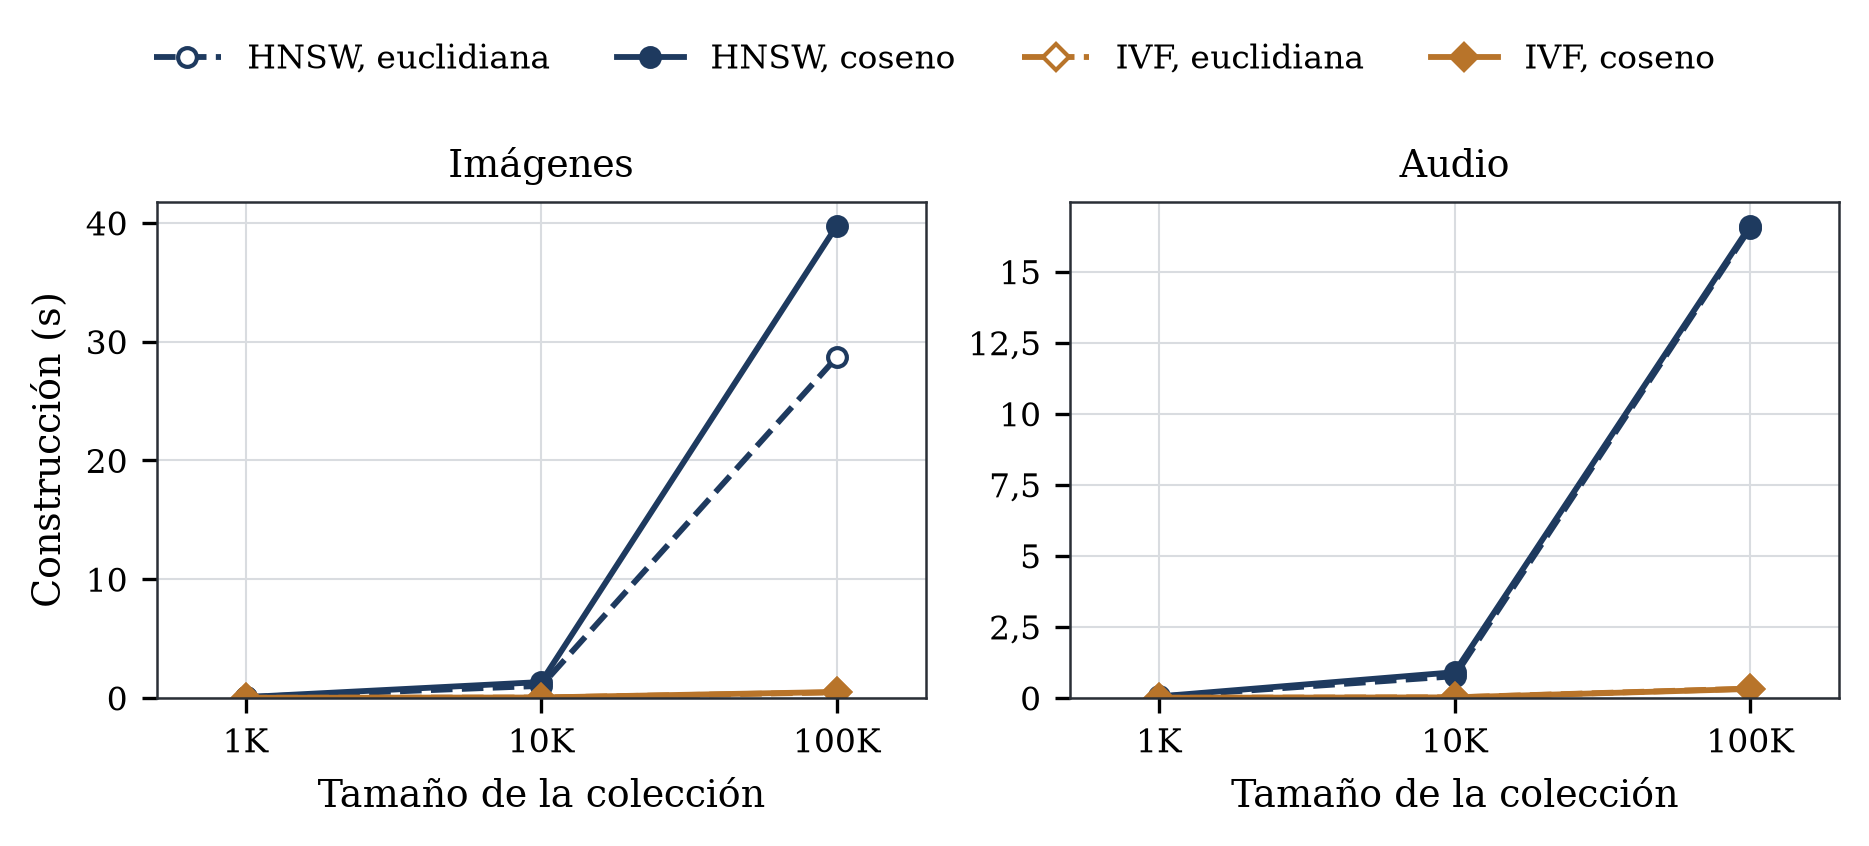 HNSW, euclidiana HNSW, coseno IVF, euclidiana IVF, coseno
Imágenes
Construcción (s)
40
30
20
10
0
1K 10K 100K
Tamaño de la colección
Audio
15
12,5
10
7,5
5
2,5
0
1K 10K 100K
Tamaño de la colección